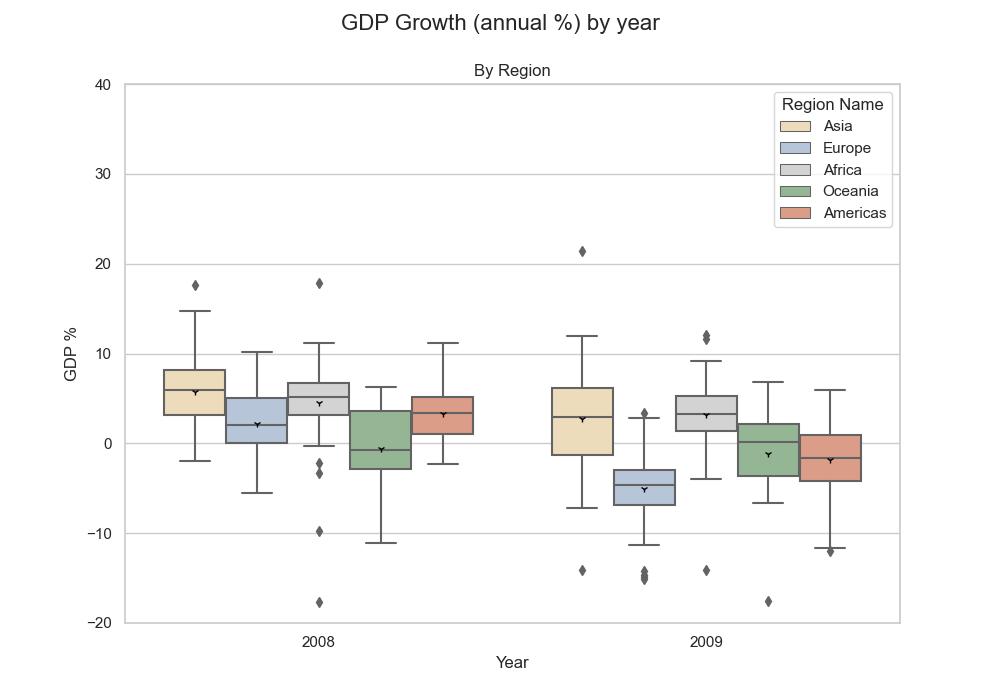 GDP Growth (annual %) by year
By Region
40
30
20
10
0
−10
−20
GDP %
Region Name
Asia
Europe
Africa
Oceania
Americas
2008
2009
Year